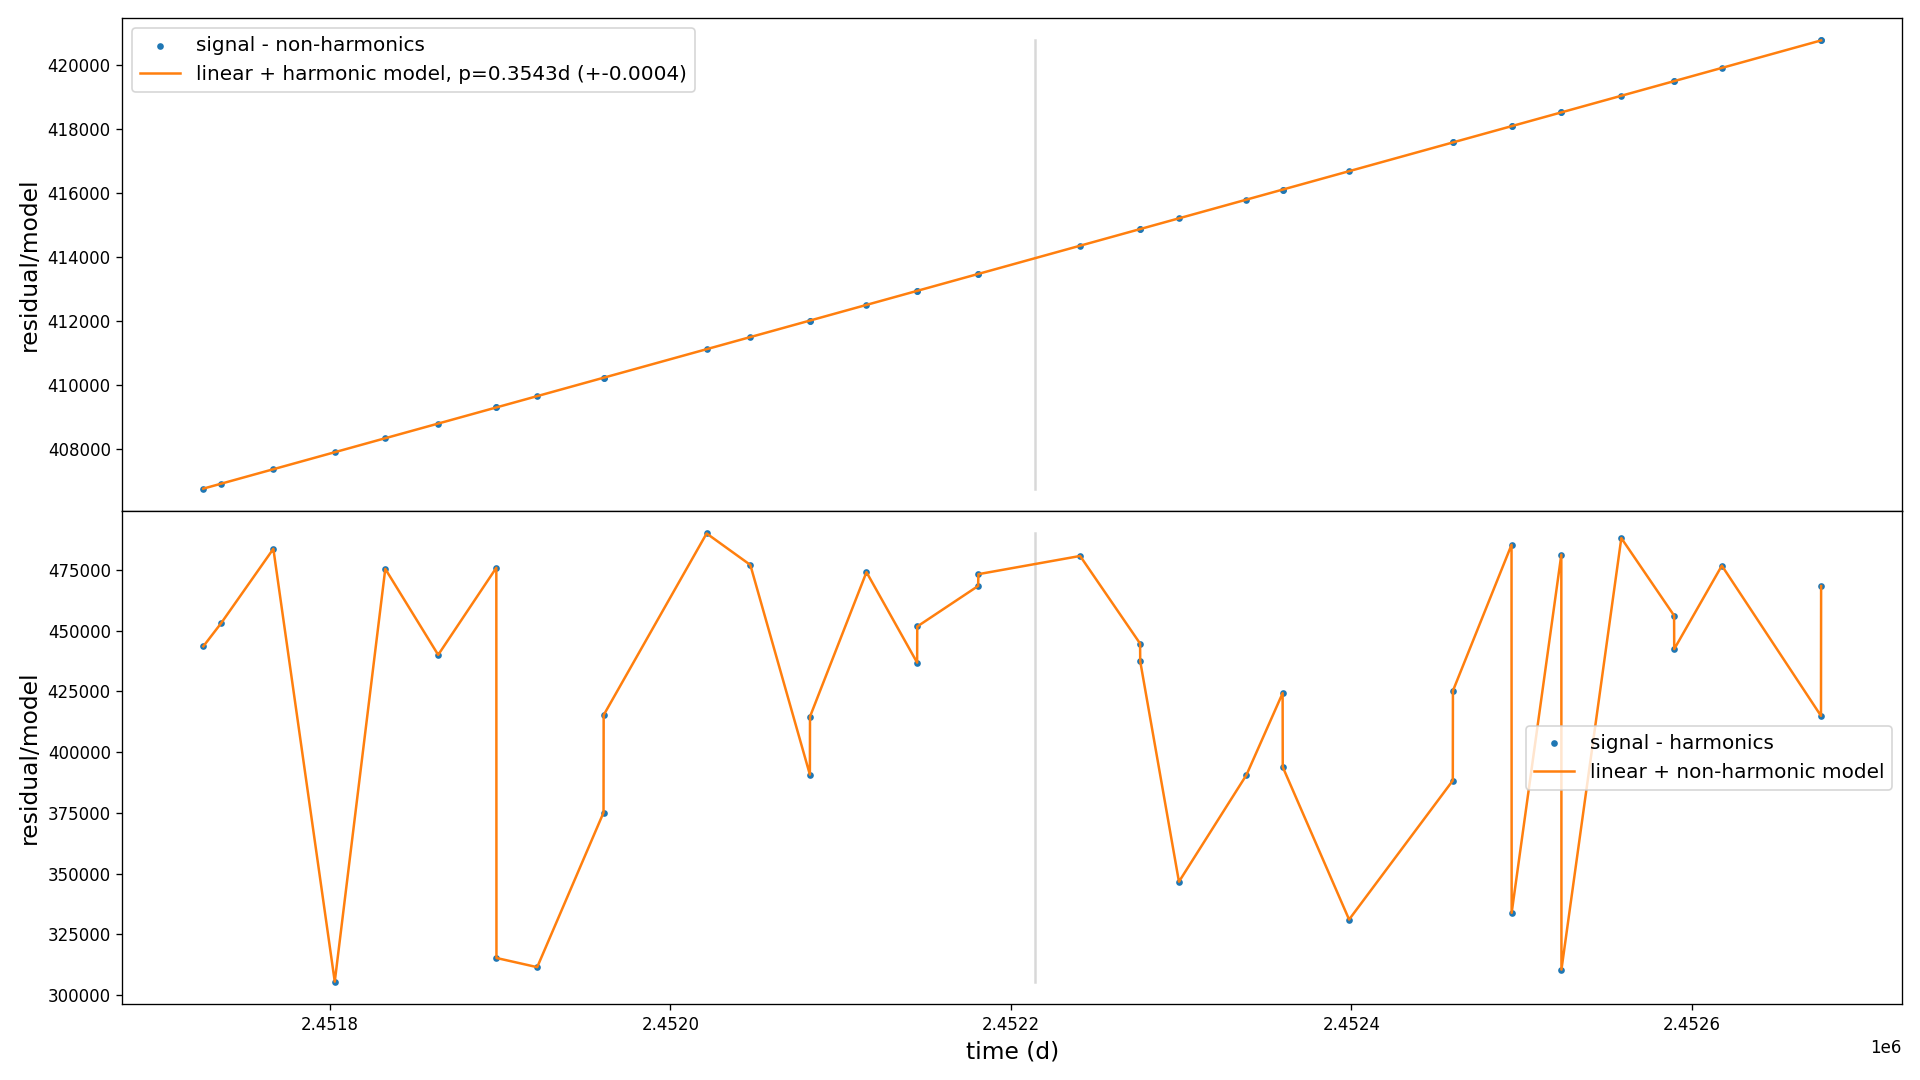 signal - non-harmonics
linear + harmonic model, p=0.3543d (+-0.0004)
420000
418000
416000
414000
412000
410000
408000
residual/model
signal - harmonics
linear + non-harmonic model
475000
450000
425000
400000
375000
350000
325000
300000
residual/model
2.4518
2.4520
2.4522
2.4524
2.4526
1e6
time (d)